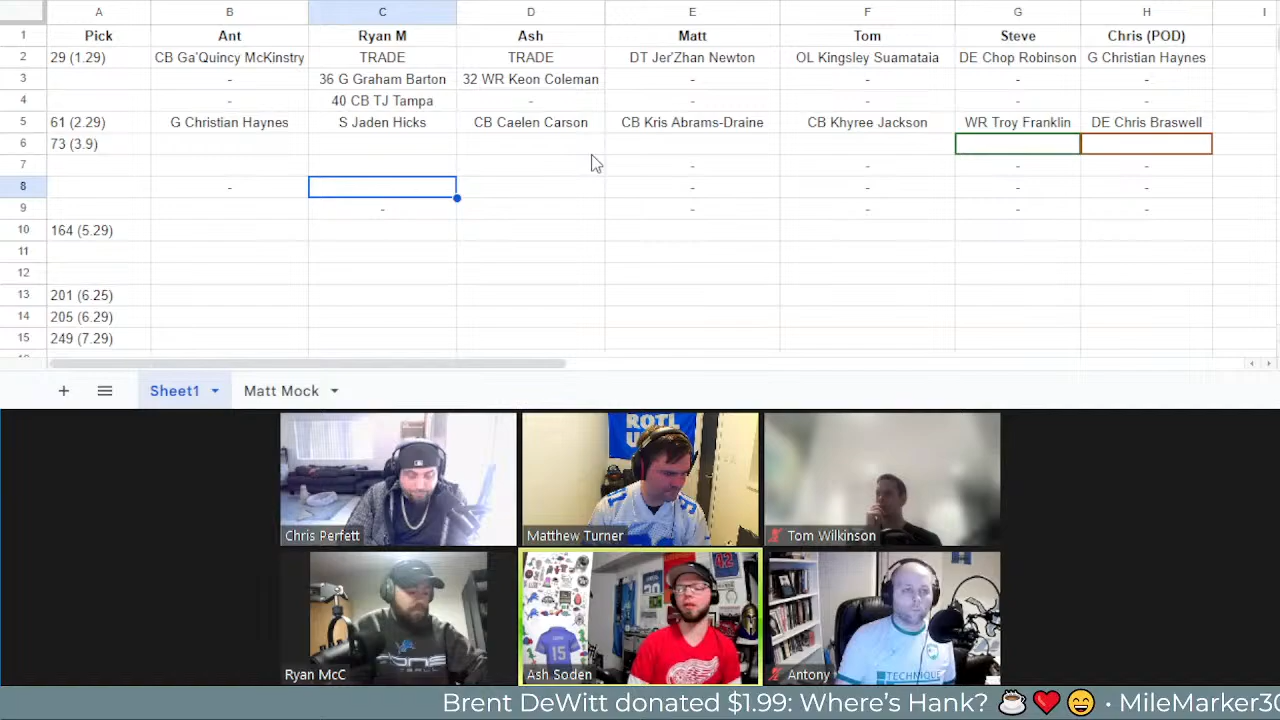 A B C D E F G H I
1 Pick Ant Ryan M Ash Matt Tom Steve Chris (POD)
2 29 (1.29) CB Ga'Quincy McKinstry TRADE TRADE DT Jer'Zhan Newton OL Kingsley Suamataia DE Chop Robinson G Christian Haynes
3 - 36 G Graham Barton 32 WR Keon Coleman - - - -
4 - 40 CB TJ Tampa - - - - -
5 61 (2.29) G Christian Haynes S Jaden Hicks CB Caelen Carson CB Kris Abrams-Draine CB Khyree Jackson WR Troy Franklin DE Chris Braswell
6 73 (3.9)
7 - - - -
8 - - - - -
9 - - - - -
10 164 (5.29)
11
12
13 201 (6.25)
14 205 (6.29)
15 249 (7.29)
+ Sheet1 Matt Mock
ROTL
Chris Perfett Matthew Turner Tom Wilkinson
42
15
TECHNIQUE
Ryan McC Ash Soden Antony
Brent DeWitt donated $1.99: Where's Hank? ☕❤️😄 • MileMarker30